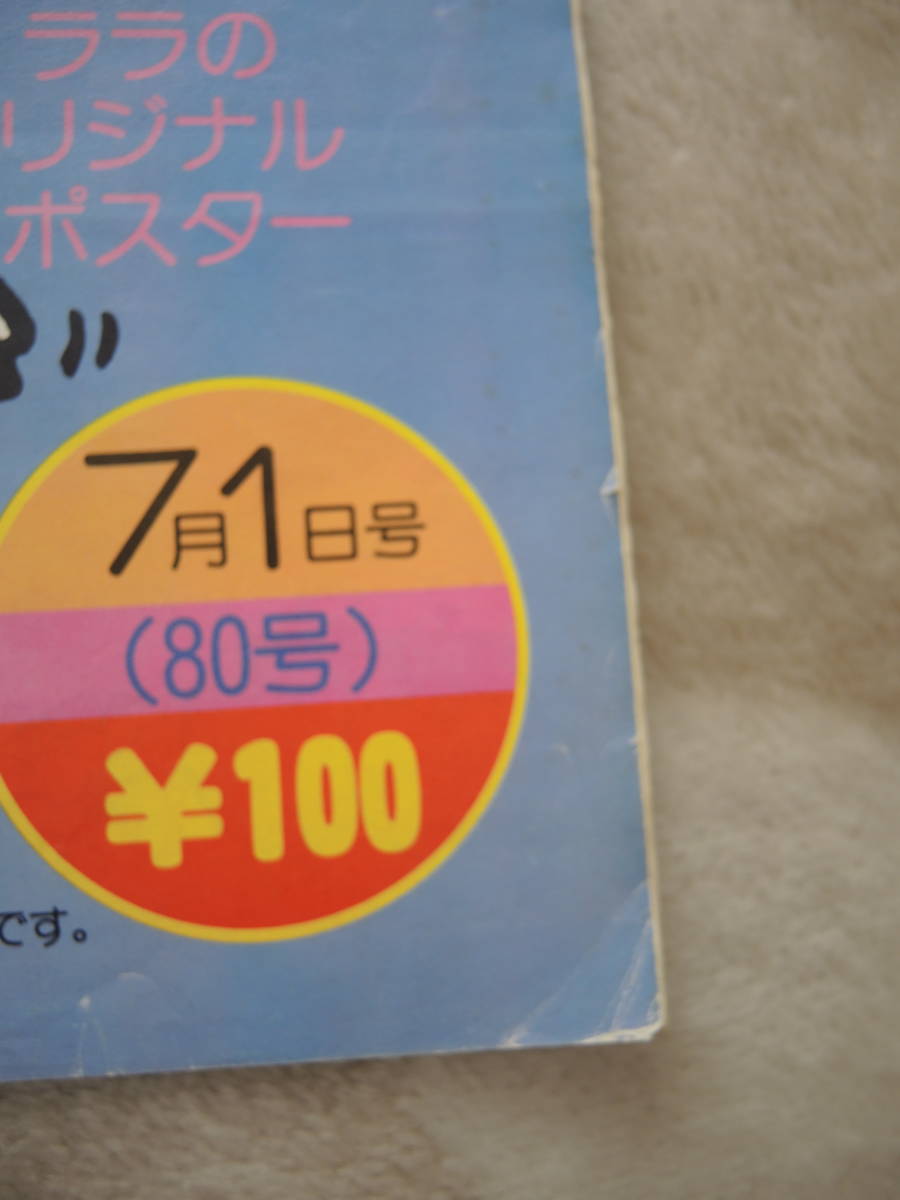 ララの
リジナル
ポスター
7月1日号
(80号)
¥100
です。